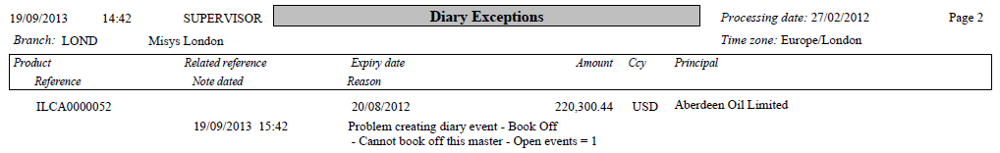 19/09/2013 14:42 SUPERVISOR Diary Exceptions Processing date: 27/02/2012 Page 2
Branch: LOND Misys London Time zone: Europe/London
Product Related reference Expiry date Amount Ccy Principal
Reference Note dated Reason
ILCA0000052 20/08/2012 220,300.44 USD Aberdeen Oil Limited
19/09/2013 15:42 Problem creating diary event - Book Off
- Cannot book off this master - Open events = 1